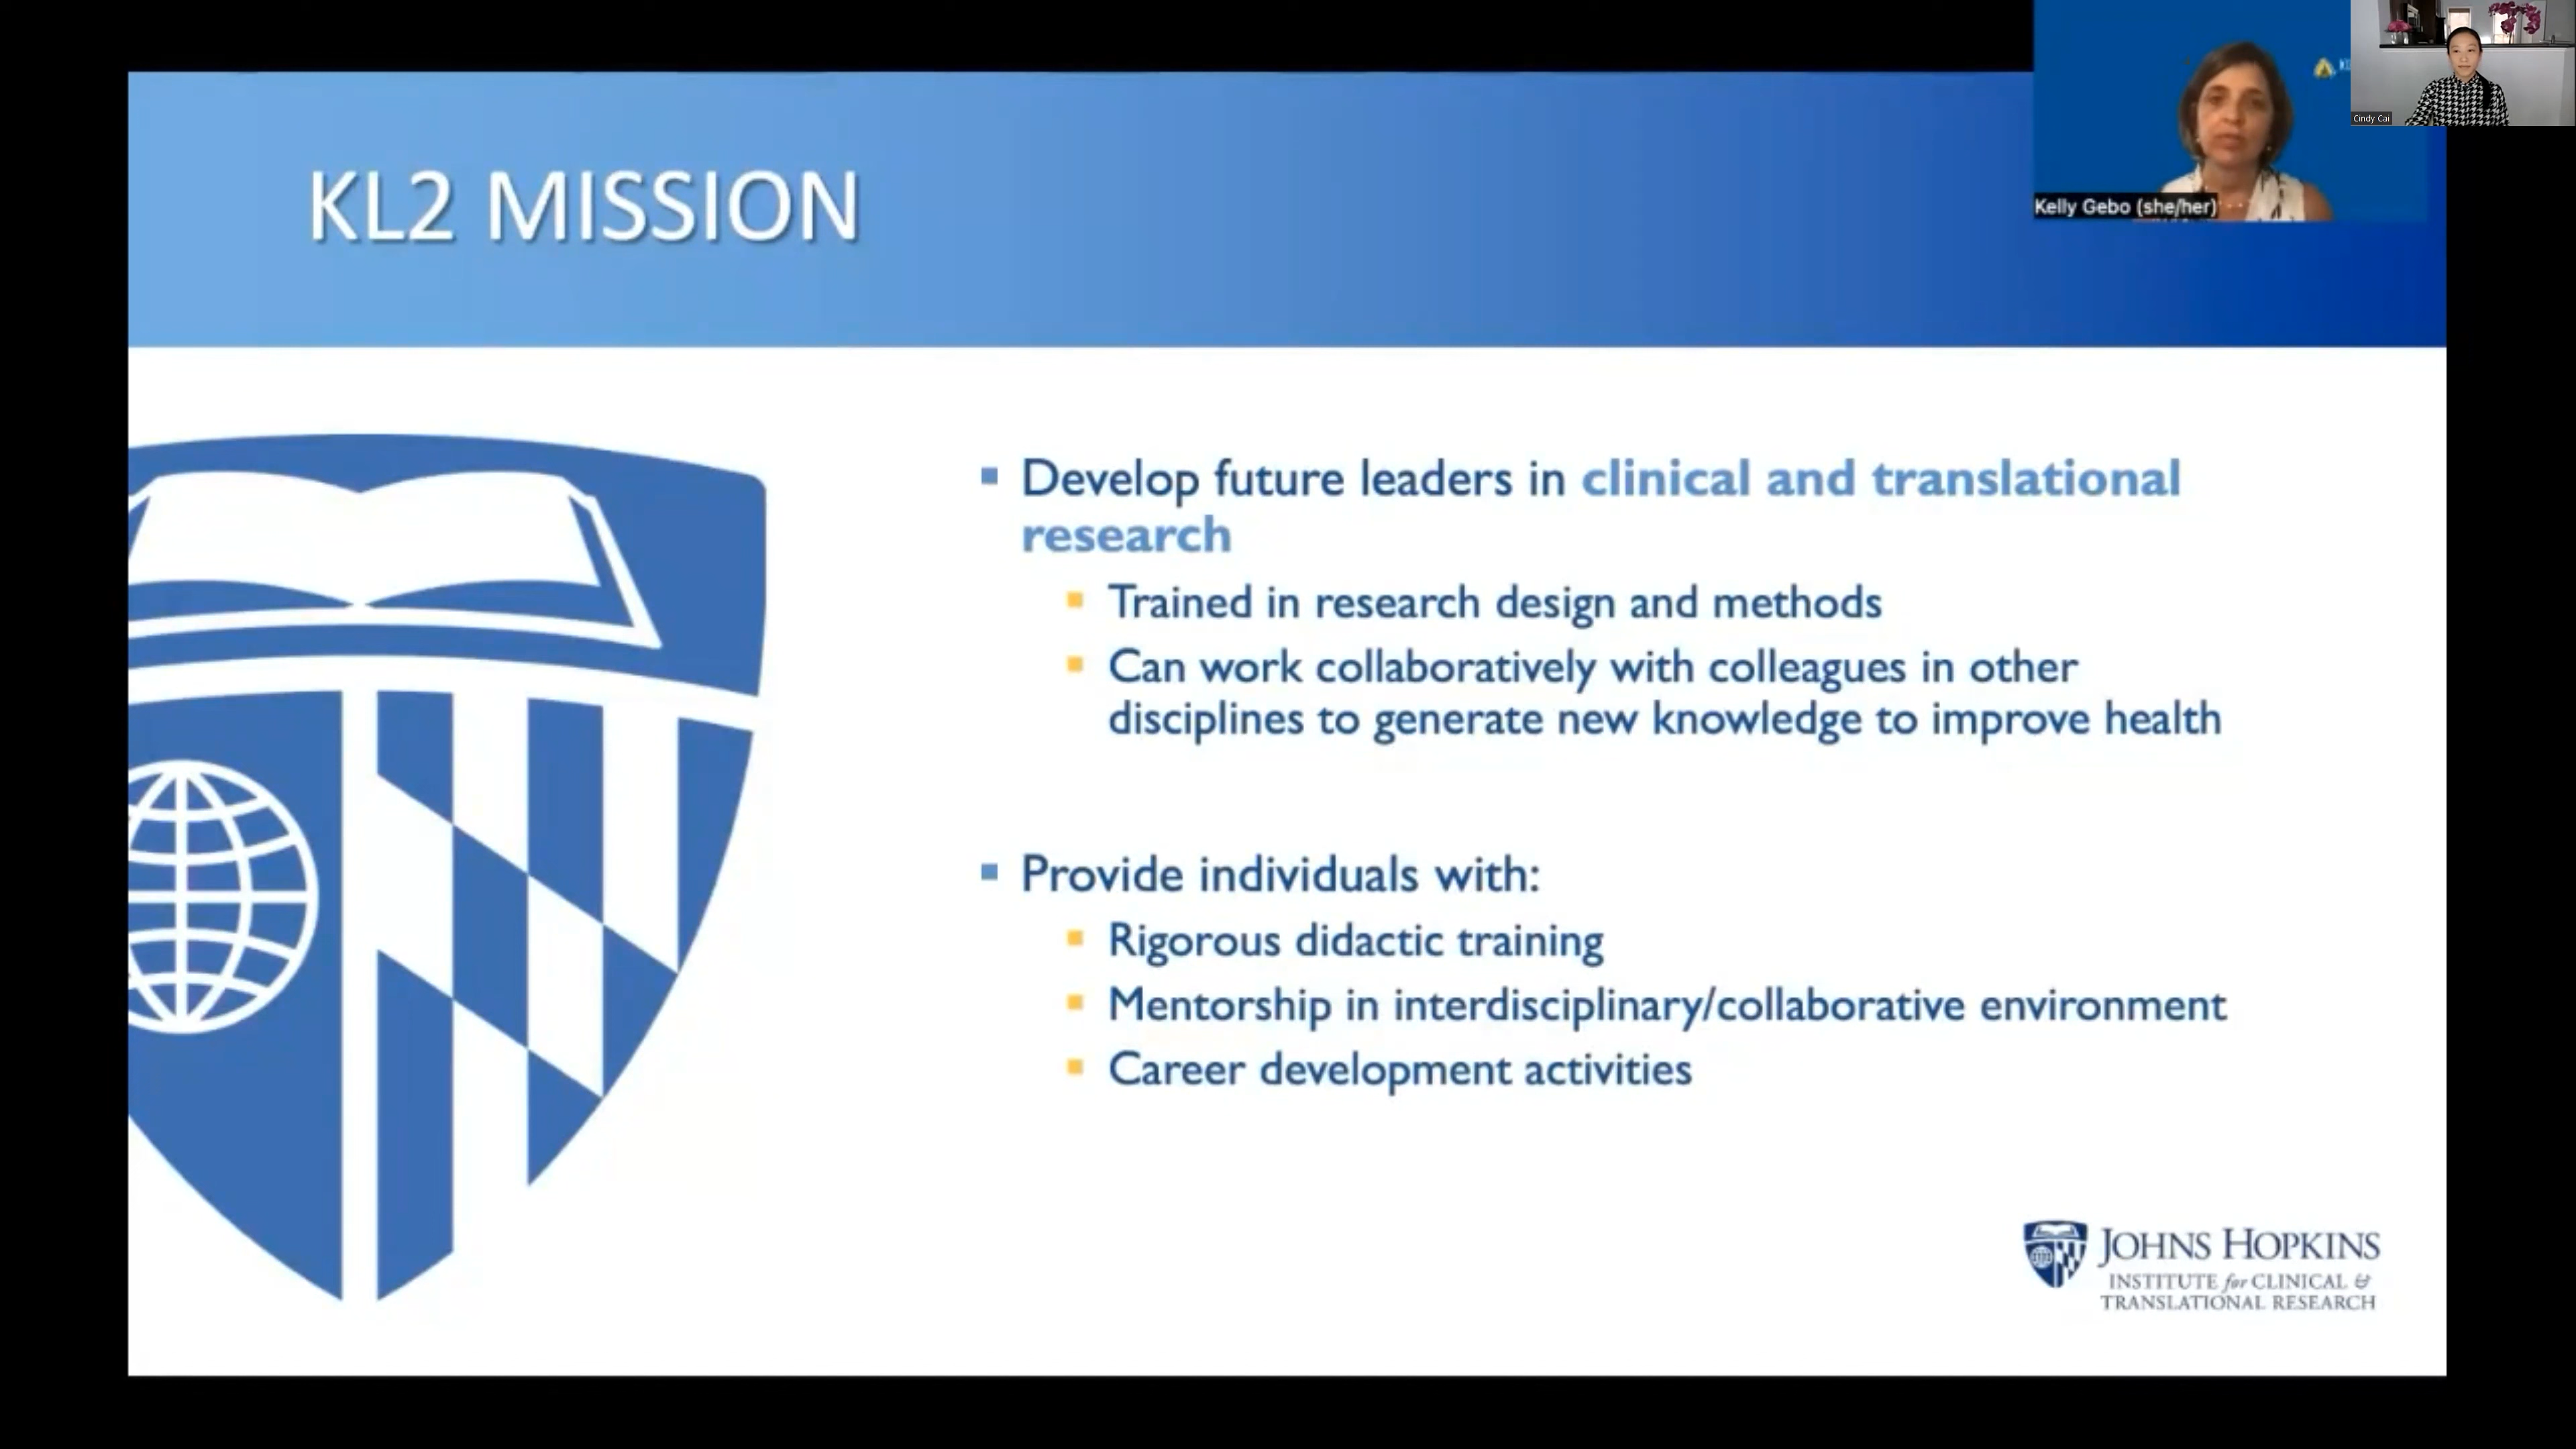 KL2 MISSION
Kelly Gebo (she/her)
Cindy Cai
Develop future leaders in clinical and translational
research
Trained in research design and methods
Can work collaboratively with colleagues in other
disciplines to generate new knowledge to improve health
Provide individuals with:
Rigorous didactic training
Mentorship in interdisciplinary/collaborative environment
Career development activities
JOHNS HOPKINS
INSTITUTE for CLINICAL &
TRANSLATIONAL RESEARCH